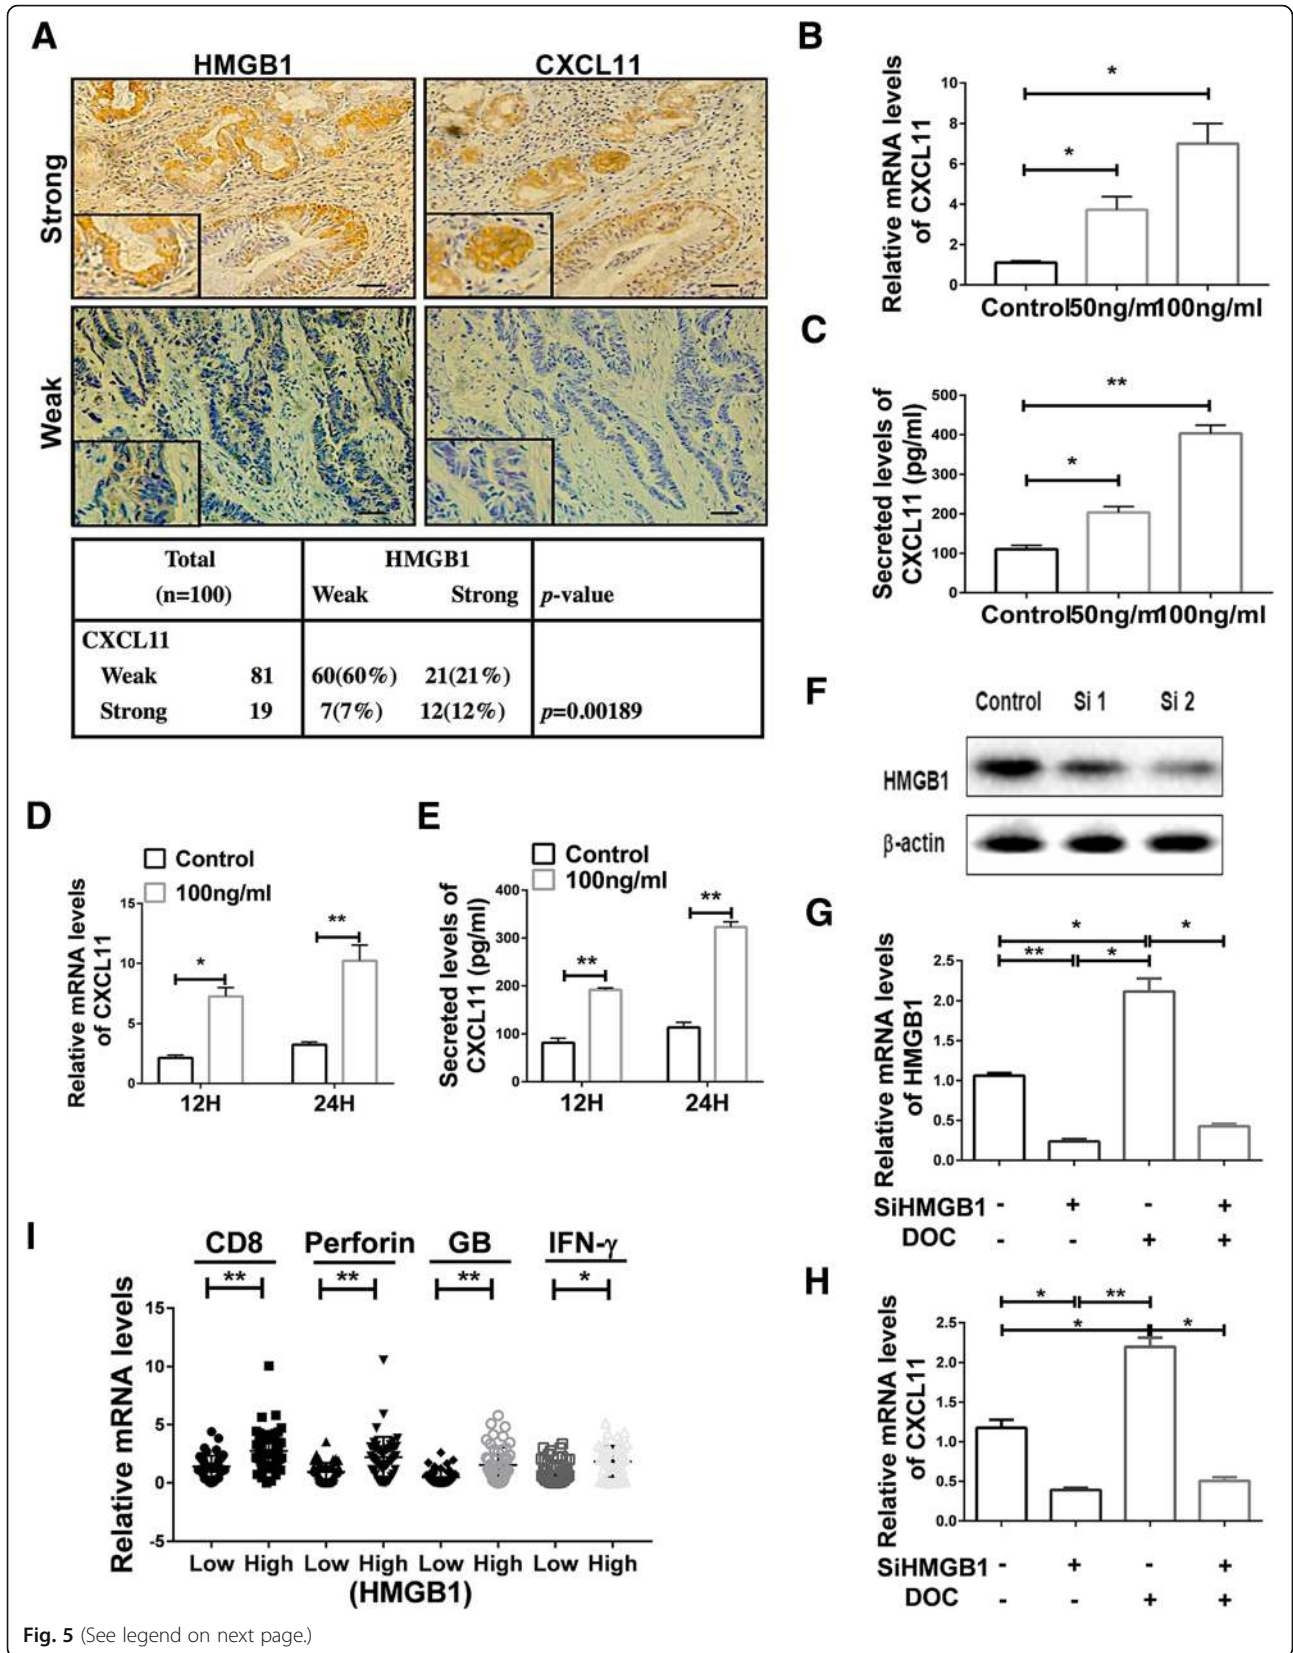 A
HMGB1 CXCL11
Strong
Weak
Total HMGB1
(n=100) Weak Strong p-value
CXCL11
Weak 81 60(60%) 21(21%)
Strong 19 7(7%) 12(12%) p=0.00189
B
Relative mRNA levels
of CXCL11
10
8
6
4
2
0
*
*
Control 50ng/m 100ng/ml
C
Secreted levels of
CXCL11 (pg/ml)
500
400
300
200
100
0
**
*
Control 50ng/m 100ng/ml
D
Control
100ng/ml
Relative mRNA levels
of CXCL11
15
10
5
0
* **
12H 24H
E
Control
100ng/ml
Secreted levels of
CXCL11 (pg/ml)
400
300
200
100
0
** **
12H 24H
F
Control Si 1 Si 2
HMGB1
β-actin
G
Relative mRNA levels
of HMGB1
2.5
2.0
1.5
1.0
0.5
0.0
* *
** *
SiHMGB1 - + - +
DOC - - + +
H
Relative mRNA levels
of CXCL11
2.5
2.0
1.5
1.0
0.5
0.0
* **
* *
SiHMGB1 - + - +
DOC - - + +
I
CD8 Perforin GB IFN-γ
** ** ** *
Relative mRNA levels
15
10
5
0
-5
Low High Low High Low High Low High
(HMGB1)
Fig. 5 (See legend on next page.)